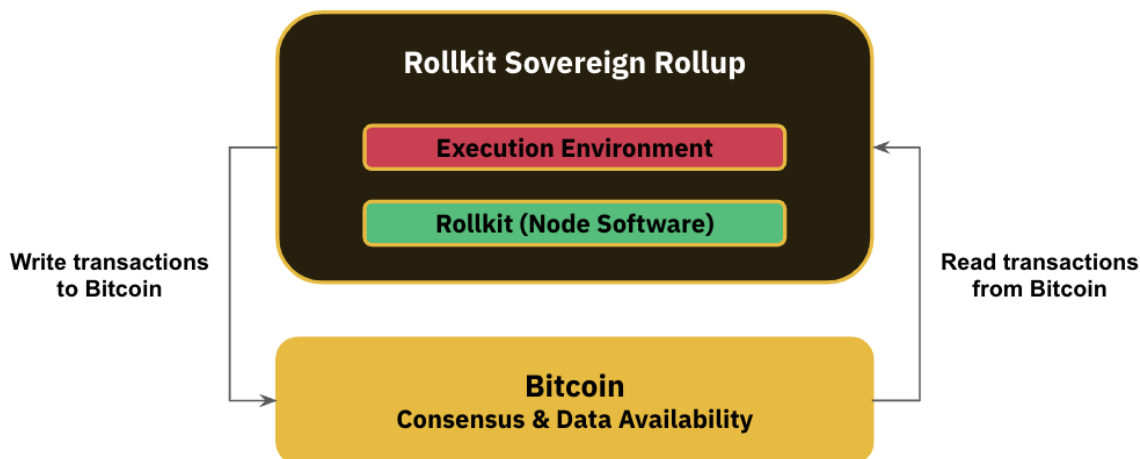 Rollkit Sovereign Rollup
Execution Environment
Rollkit (Node Software)
Write transactions
to Bitcoin
Read transactions
from Bitcoin
Bitcoin
Consensus & Data Availability